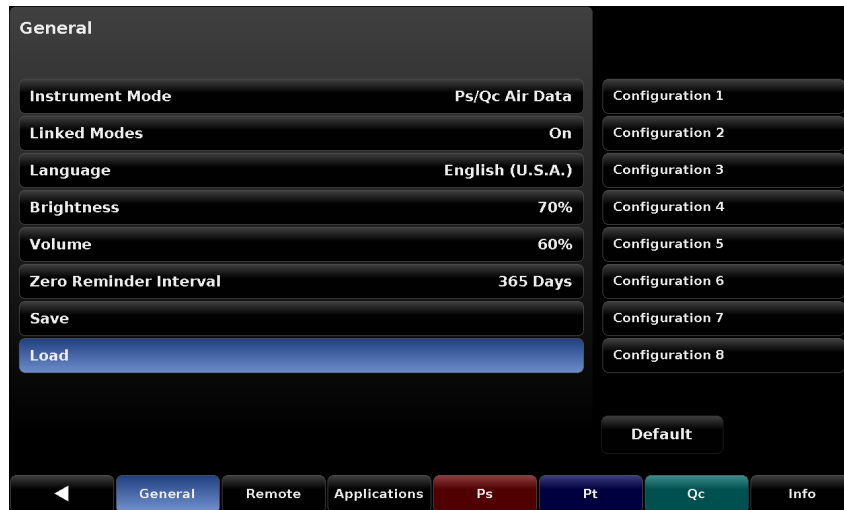 General
Instrument Mode Ps/Qc Air Data
Linked Modes On
Language English (U.S.A.)
Brightness 70%
Volume 60%
Zero Reminder Interval 365 Days
Save
Load
Configuration 1
Configuration 2
Configuration 3
Configuration 4
Configuration 5
Configuration 6
Configuration 7
Configuration 8
Default
General Remote Applications Ps Pt Qc Info